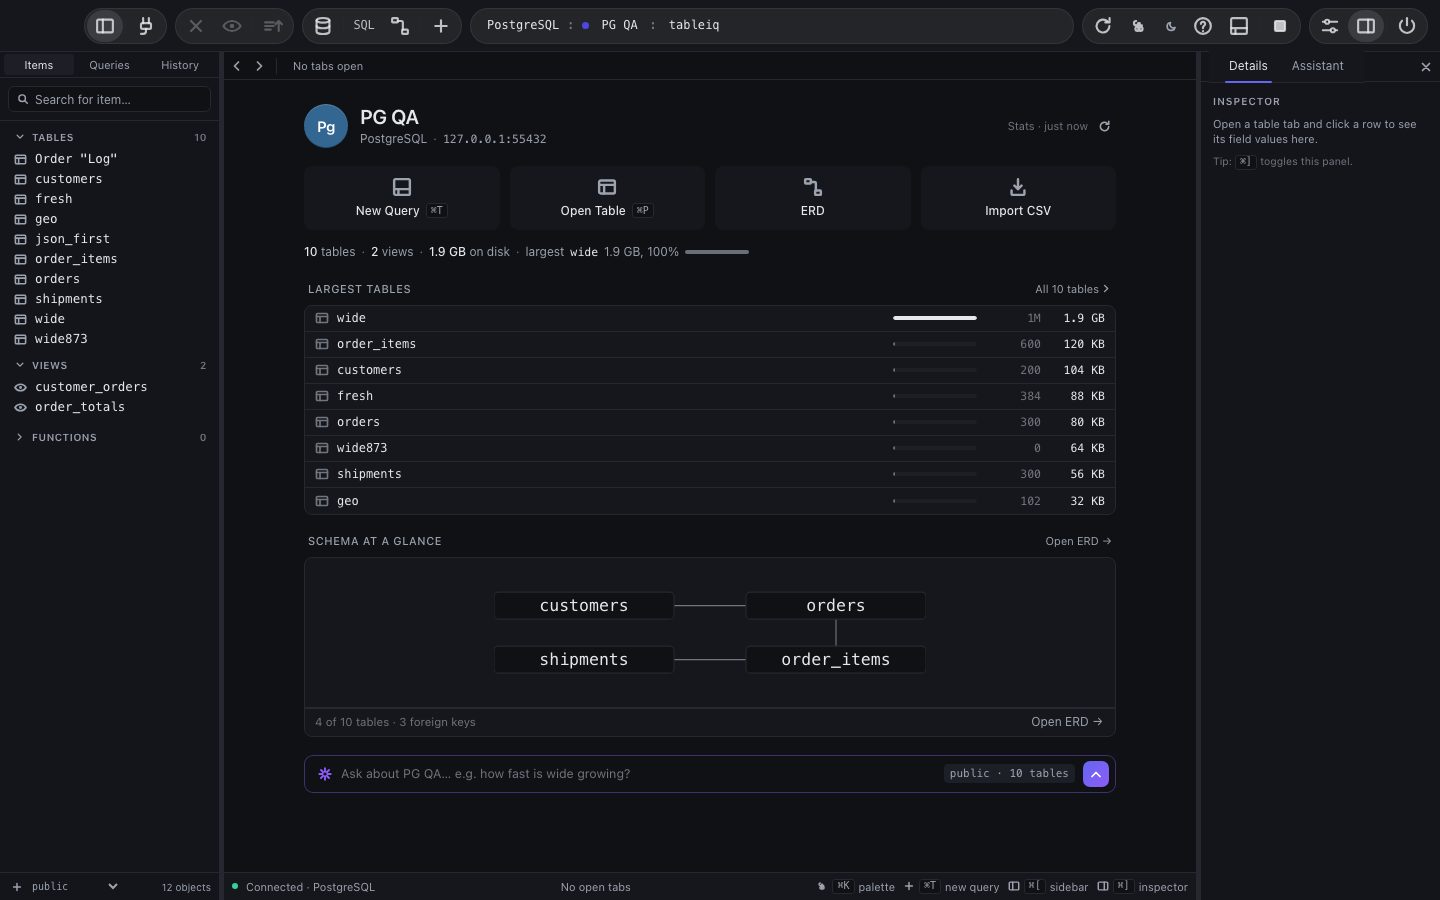 SQL
PostgreSQL : PG QA : tableiq
Items Queries History
No tabs open
Details Assistant
Search for item...
TABLES 10
Order "Log"
customers
fresh
geo
json_first
order_items
orders
shipments
wide
wide873
VIEWS 2
customer_orders
order_totals
FUNCTIONS 0
Pg
PG QA
PostgreSQL · 127.0.0.1:55432
Stats · just now
New Query ⌘T
Open Table ⌘P
ERD
Import CSV
10 tables · 2 views · 1.9 GB on disk · largest wide 1.9 GB, 100%
LARGEST TABLES All 10 tables
wide 1M 1.9 GB
order_items 600 120 KB
customers 200 104 KB
fresh 384 88 KB
orders 300 80 KB
wide873 0 64 KB
shipments 300 56 KB
geo 102 32 KB
SCHEMA AT A GLANCE Open ERD →
customers orders
shipments order_items
4 of 10 tables · 3 foreign keys Open ERD →
Ask about PG QA... e.g. how fast is wide growing? public · 10 tables
INSPECTOR
Open a table tab and click a row to see
its field values here.
Tip: ⌘] toggles this panel.
public 12 objects
Connected · PostgreSQL No open tabs ⌘K palette ⌘T new query ⌘[ sidebar ⌘] inspector